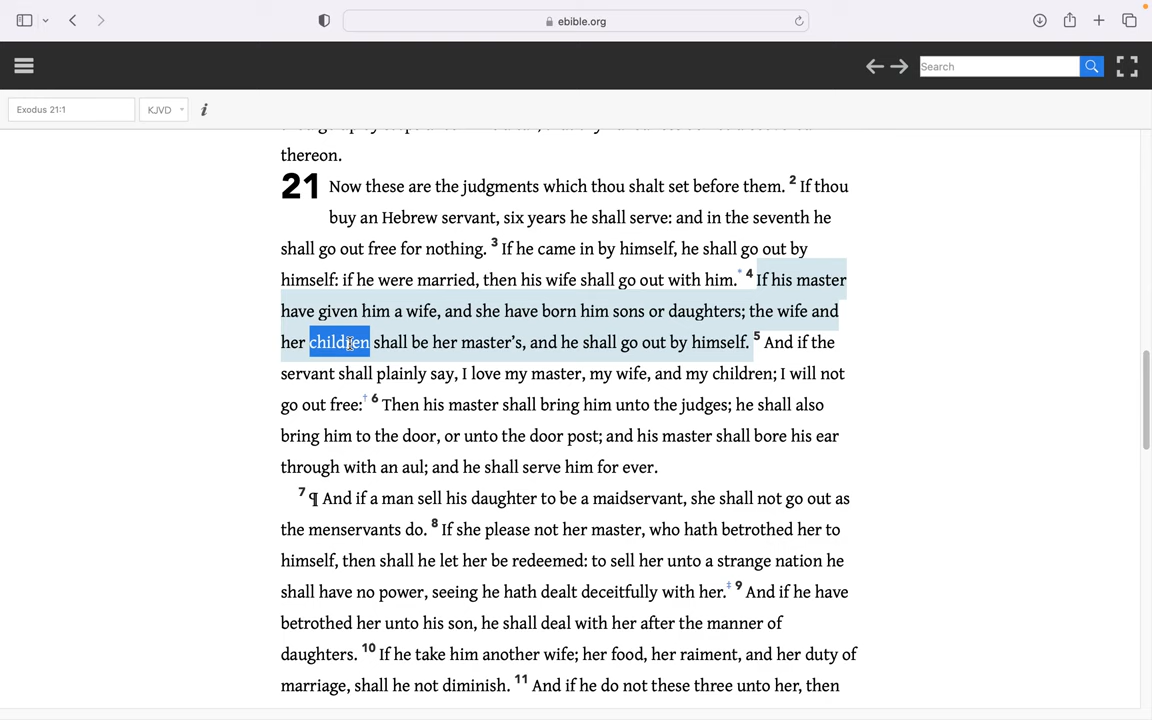 ebible.org
Search
Exodus 21:1
KJVD
i
thereon.
21 Now these are the judgments which thou shalt set before them. 2 If thou
buy an Hebrew servant, six years he shall serve: and in the seventh he
shall go out free for nothing. 3 If he came in by himself, he shall go out by
himself: if he were married, then his wife shall go out with him.* 4 If his master
have given him a wife, and she have born him sons or daughters; the wife and
her children shall be her master’s, and he shall go out by himself. 5 And if the
servant shall plainly say, I love my master, my wife, and my children; I will not
go out free:† 6 Then his master shall bring him unto the judges; he shall also
bring him to the door, or unto the door post; and his master shall bore his ear
through with an aul; and he shall serve him for ever.
7 ¶ And if a man sell his daughter to be a maidservant, she shall not go out as
the menservants do. 8 If she please not her master, who hath betrothed her to
himself, then shall he let her be redeemed: to sell her unto a strange nation he
shall have no power, seeing he hath dealt deceitfully with her.‡ 9 And if he have
betrothed her unto his son, he shall deal with her after the manner of
daughters. 10 If he take him another wife; her food, her raiment, and her duty of
marriage, shall he not diminish. 11 And if he do not these three unto her, then